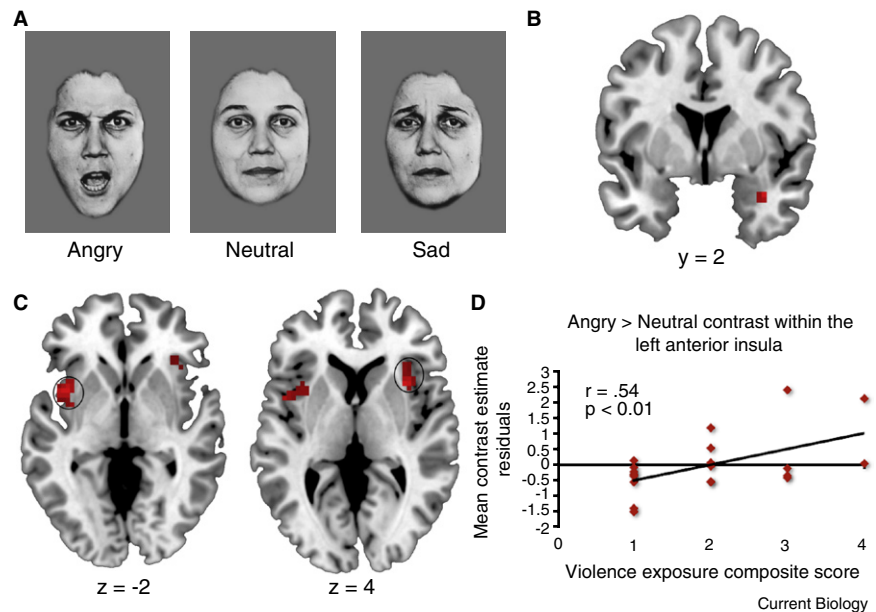 A
Angry
Neutral
Sad
B
y = 2
C
z = -2
z = 4
D
Angry > Neutral contrast within the
left anterior insula
Mean contrast estimate
residuals
3
2.5
2
1.5
1
0.5
0
-0.5
-1
-1.5
-2
r = .54
p < 0.01
0 1 2 3 4
Violence exposure composite score
Current Biology